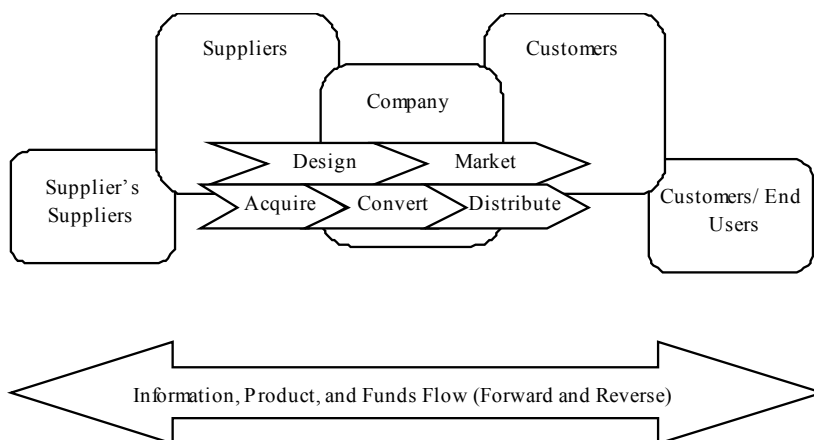 Suppliers
Customers
Company
Design
Market
Supplier's
Suppliers
Acquire
Convert
Distribute
Customers/ End
Users
Information, Product, and Funds Flow (Forward and Reverse)